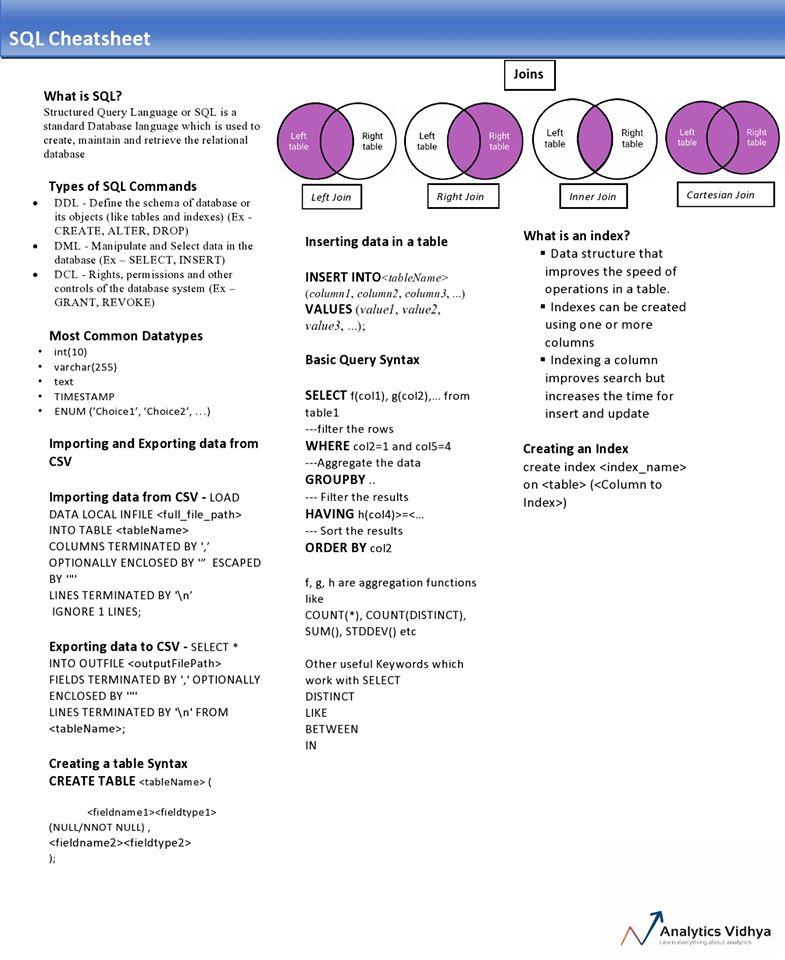 SQL Cheatsheet
What is SQL?
Structured Query Language or SQL is a
standard Database language which is used to
create, maintain and retrieve the relational
database
Types of SQL Commands
• DDL - Define the schema of database or
its objects (like tables and indexes) (Ex -
CREATE, ALTER, DROP)
• DML - Manipulate and Select data in the
database (Ex – SELECT, INSERT)
• DCL - Rights, permissions and other
controls of the database system (Ex –
GRANT, REVOKE)
Most Common Datatypes
• int(10)
• varchar(255)
• text
• TIMESTAMP
• ENUM (‘Choice1’, ‘Choice2’, …)
Importing and Exporting data from
CSV
Importing data from CSV - LOAD
DATA LOCAL INFILE <full_file_path>
INTO TABLE <tableName>
COLUMNS TERMINATED BY ‘,’
OPTIONALLY ENCLOSED BY '”' ESCAPED
BY '"'
LINES TERMINATED BY ‘\n’
IGNORE 1 LINES;
Exporting data to CSV - SELECT *
INTO OUTFILE <outputFilePath>
FIELDS TERMINATED BY ',' OPTIONALLY
ENCLOSED BY '"'
LINES TERMINATED BY '\n' FROM
<tableName>;
Creating a table Syntax
CREATE TABLE <tableName> (
<fieldname1><fieldtype1>
(NULL/NNOT NULL) ,
<fieldname2><fieldtype2>
);
Joins
Left
table
Right
table
Left
table
Right
table
Left
table
Right
table
Left
table
Right
table
Left Join
Right Join
Inner Join
Cartesian Join
Inserting data in a table
INSERT INTO<tableName>
(column1, column2, column3, ...)
VALUES (value1, value2,
value3, ...);
Basic Query Syntax
SELECT f(col1), g(col2),... from
table1
---filter the rows
WHERE col2=1 and col5=4
---Aggregate the data
GROUPBY ..
--- Filter the results
HAVING h(col4)>=<...
--- Sort the results
ORDER BY col2
f, g, h are aggregation functions
like
COUNT(*), COUNT(DISTINCT),
SUM(), STDDEV() etc
Other useful Keywords which
work with SELECT
DISTINCT
LIKE
BETWEEN
IN
What is an index?
▪ Data structure that
improves the speed of
operations in a table.
▪ Indexes can be created
using one or more
columns
▪ Indexing a column
improves search but
increases the time for
insert and update
Creating an Index
create index <index_name>
on <table> (<Column to
Index>)
Analytics Vidhya
Learn everything about analytics